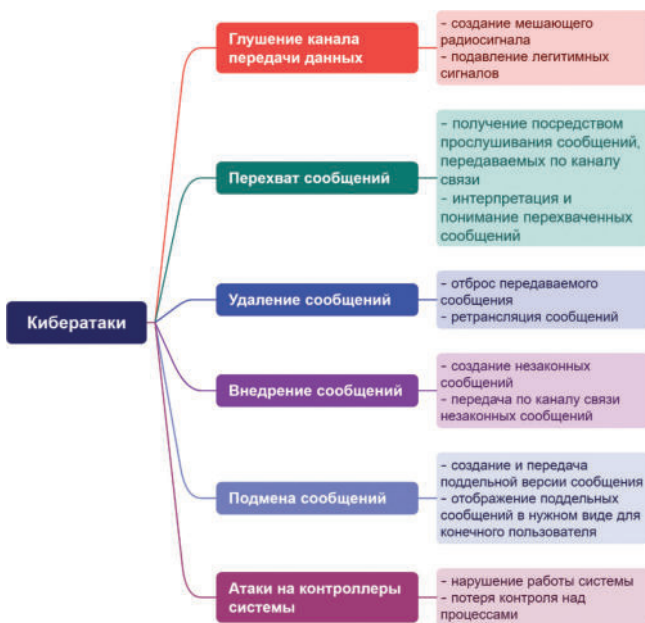 Кибератаки
Глушение канала
передачи данных
- создание мешающего
радиосигнала
- подавление легитимных
сигналов
Перехват сообщений
- получение посредством
прослушивания сообщений,
передаваемых по каналу
связи
- интерпретация и
понимание перехваченных
сообщений
Удаление сообщений
- отброс передаваемого
сообщения
- ретрансляция сообщений
Внедрение сообщений
- создание незаконных
сообщений
- передача по каналу связи
незаконных сообщений
Подмена сообщений
- создание и передача
поддельной версии сообщения
- отображение поддельных
сообщений в нужном виде для
конечного пользователя
Атаки на контроллеры
системы
- нарушение работы системы
- потеря контроля над
процессами